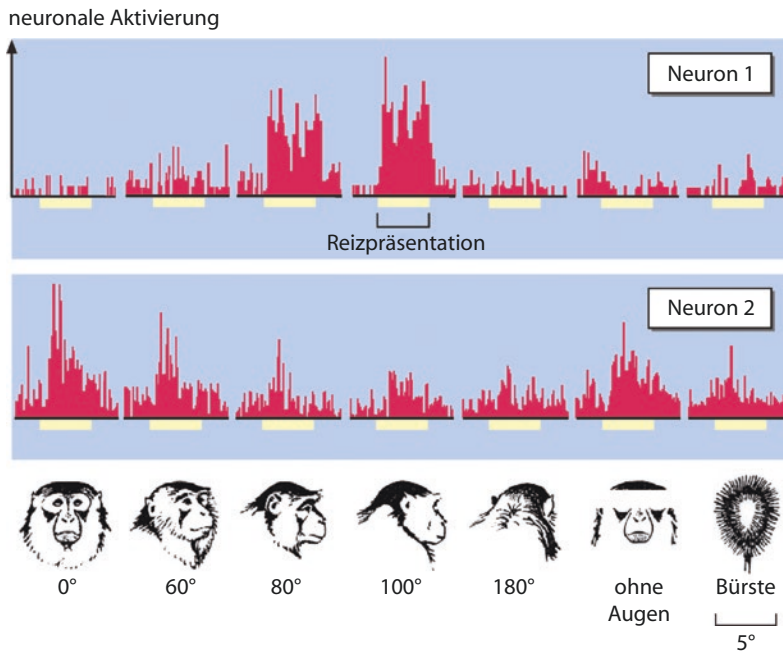 neuronale Aktivierung
Neuron 1
Reizpräsentation
Neuron 2
0° 60° 80° 100° 180° ohne Augen Bürste
5°